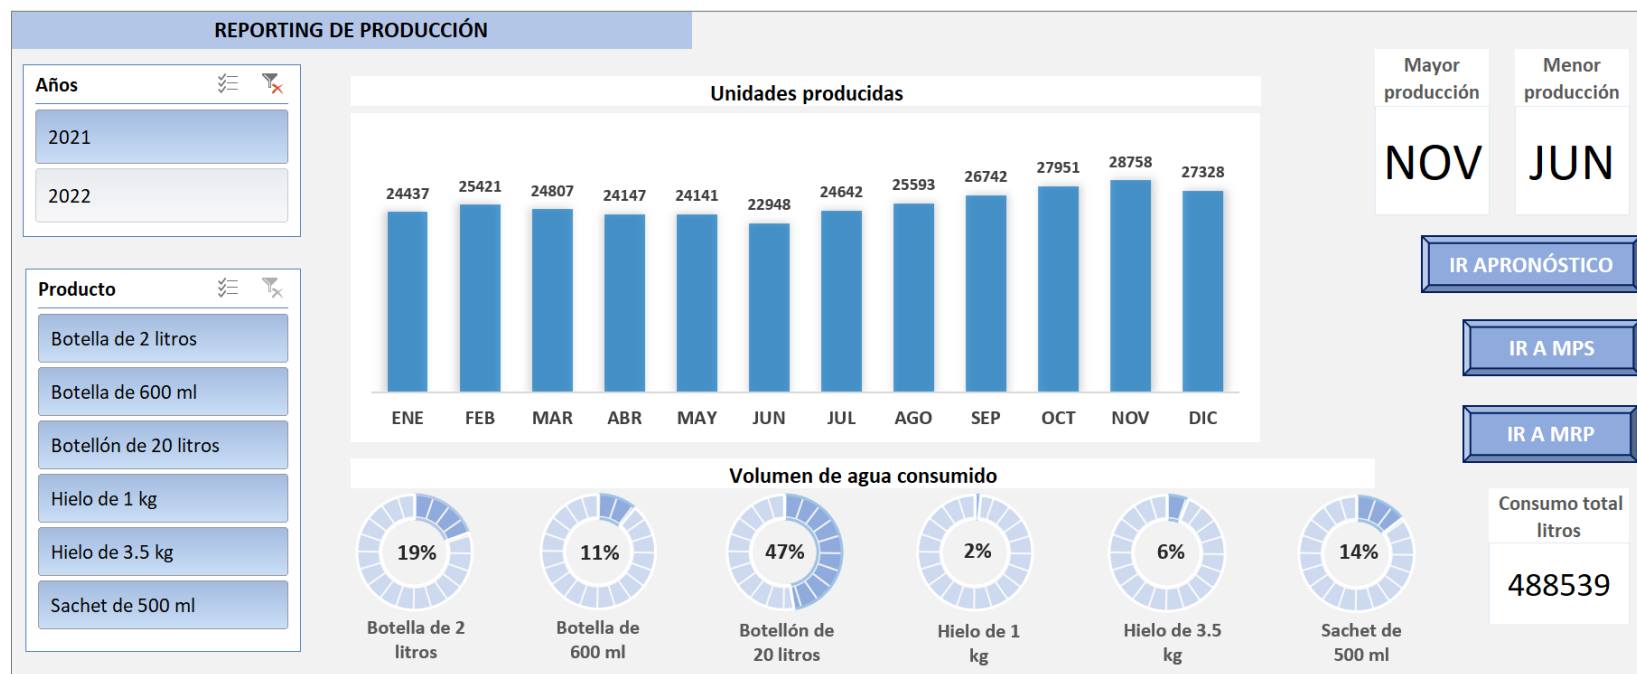 REPORTING DE PRODUCCIÓN
Años
2021
2022
Producto
Botella de 2 litros
Botella de 600 ml
Botellón de 20 litros
Hielo de 1 kg
Hielo de 3.5 kg
Sachet de 500 ml
Unidades producidas
24437
25421
24807
24147
24141
22948
24642
25593
26742
27951
28758
27328
ENE
FEB
MAR
ABR
MAY
JUN
JUL
AGO
SEP
OCT
NOV
DIC
Volumen de agua consumido
19%
11%
47%
2%
6%
14%
Botella de 2
litros
Botella de
600 ml
Botellón de
20 litros
Hielo de 1
kg
Hielo de 3.5
kg
Sachet de
500 ml
Mayor
producción
NOV
Menor
producción
JUN
IR APRONÓSTICO
IR A MPS
IR A MRP
Consumo total
litros
488539